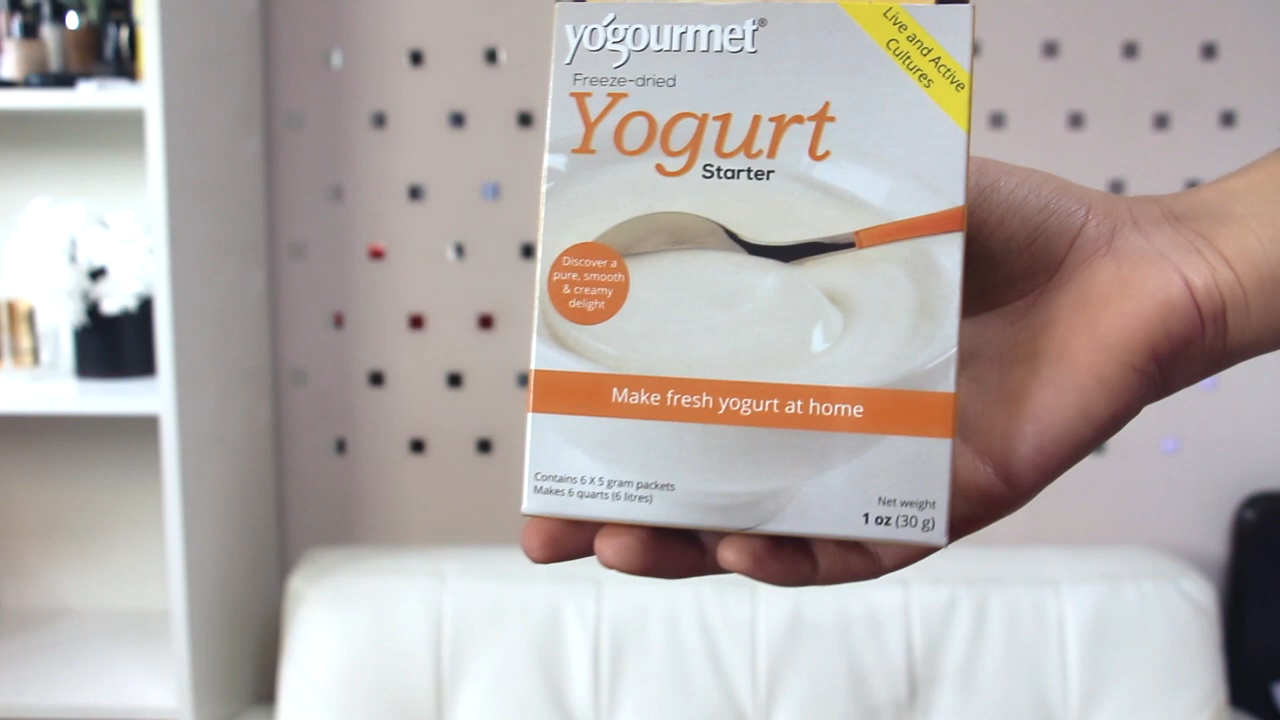 yógourmet®
Live and Active
Cultures
Freeze-dried
Yogurt
Starter
Discover a
pure, smooth
& creamy
delight
Make fresh yogurt at home
Contains 6 X 5 gram packets
Makes 6 quarts (6 litres)
Net weight
1 oz (30 g)